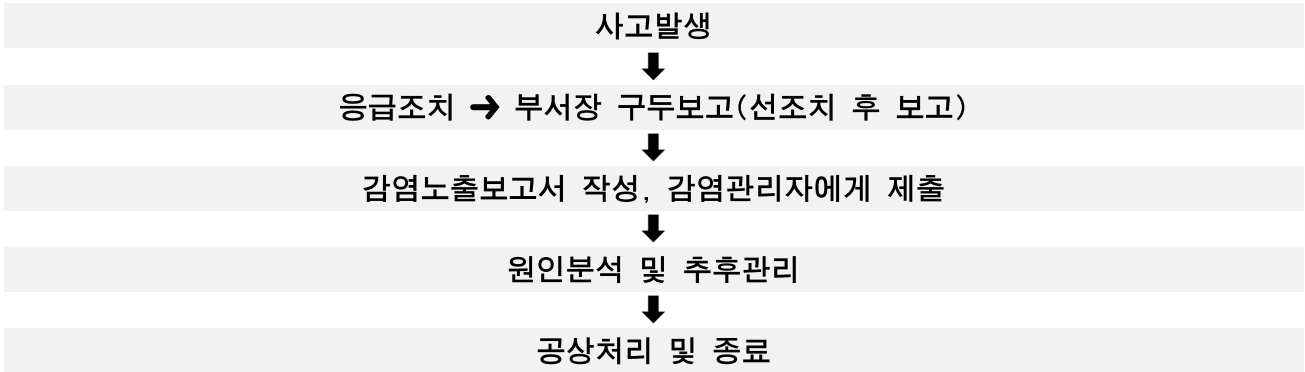 사고발생
응급조치 ➜ 부서장 구두보고(선조치 후 보고)
감염노출보고서 작성, 감염관리자에게 제출
원인분석 및 추후관리
공상처리 및 종료